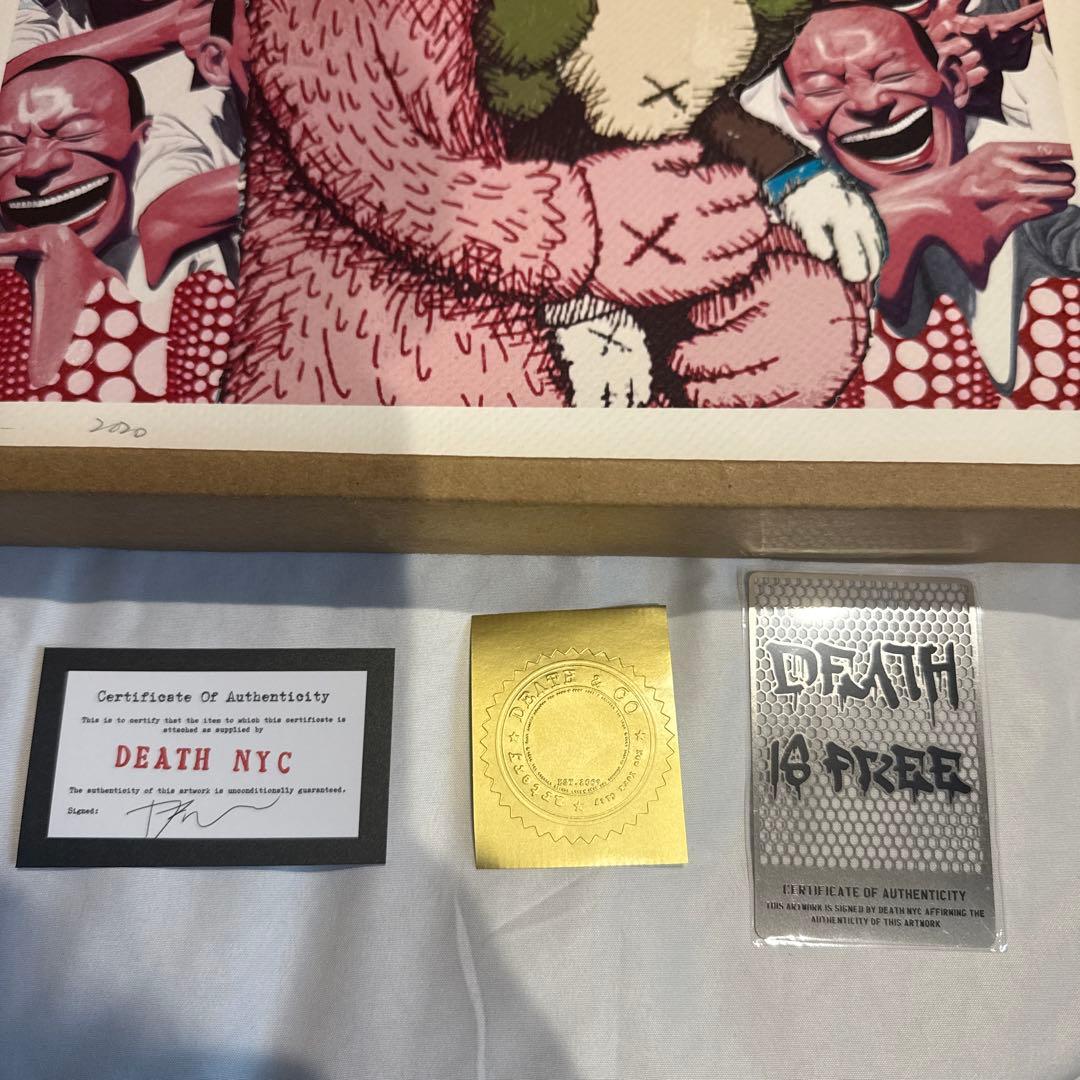 2020
Certificate Of Authenticity
This is to certify that the item to which this certificate is
attached as supplied by
DEATH NYC
The authenticity of this artwork is unconditionally guaranteed.
Signed:
DEATH & CO
EST.2009
DEATH
IS FREE
CERTIFICATE OF AUTHENTICITY
THIS ARTWORK IS SIGNED BY DEATH NYC AFFIRMING THE
AUTHENTICITY OF THIS ARTWORK